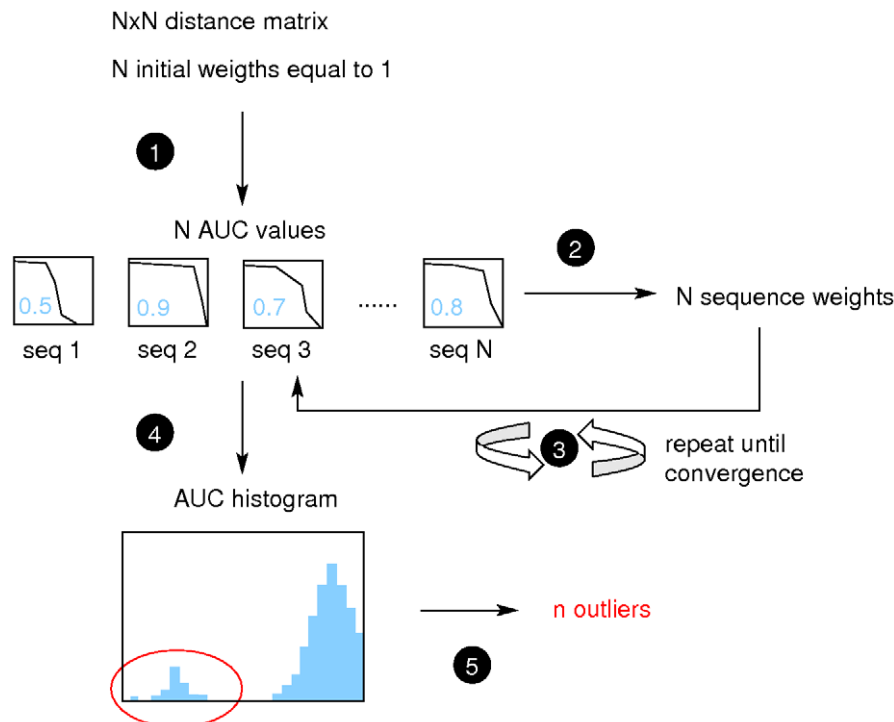 NxN distance matrix
N initial weigths equal to 1
1
N AUC values
2
0.5
0.9
0.7
......
0.8
N sequence weights
seq 1
seq 2
seq 3
seq N
4
3
repeat until
convergence
AUC histogram
n outliers
5